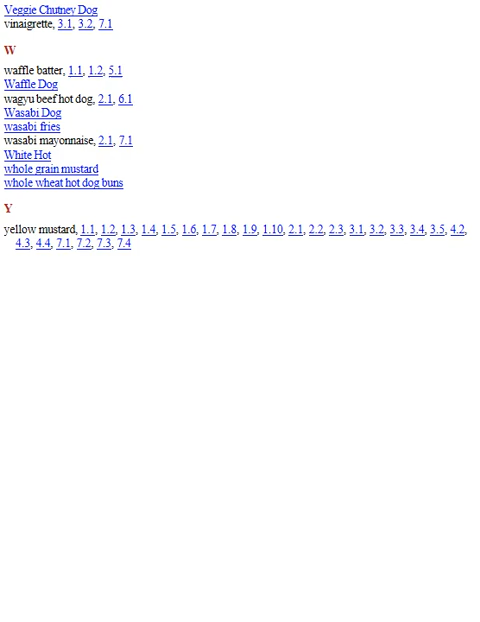 Veggie Chutney Dog
vinaigrette, 3.1, 3.2, 7.1
W
waffle batter, 1.1, 1.2, 5.1
Waffle Dog
wagyu beef hot dog, 2.1, 6.1
Wasabi Dog
wasabi fries
wasabi mayonnaise, 2.1, 7.1
White Hot
whole grain mustard
whole wheat hot dog buns
Y
yellow mustard, 1.1, 1.2, 1.3, 1.4, 1.5, 1.6, 1.7, 1.8, 1.9, 1.10, 2.1, 2.2, 2.3, 3.1, 3.2, 3.3, 3.4, 3.5, 4.2,
4.3, 4.4, 7.1, 7.2, 7.3, 7.4